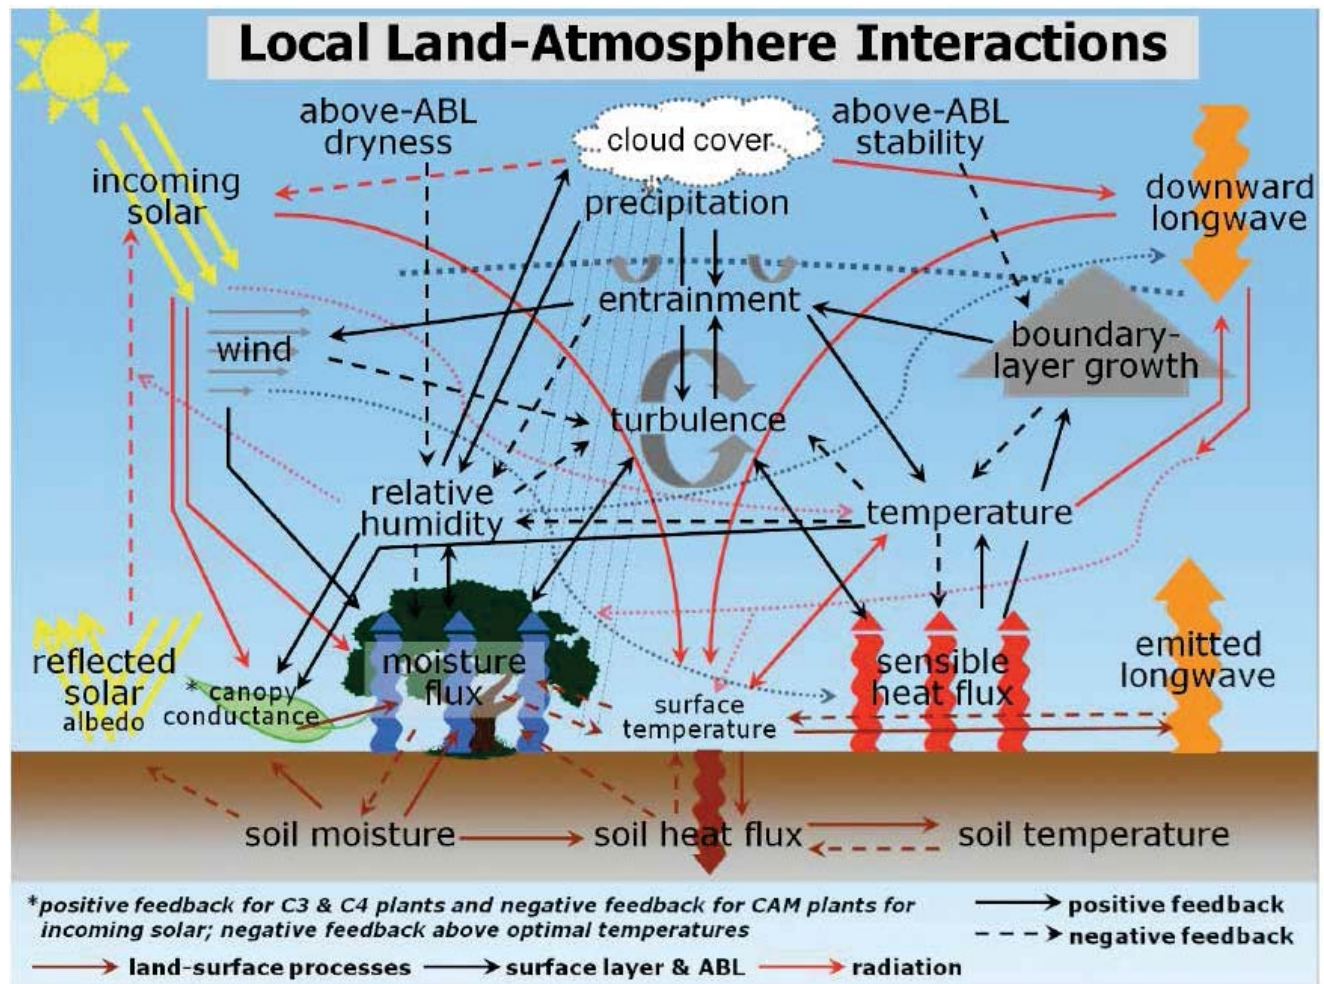 Local Land-Atmosphere Interactions
above-ABL
dryness
cloud cover
above-ABL
stability
incoming
solar
precipitation
downward
longwave
entrainment
wind
boundary-
layer growth
turbulence
relative
humidity
temperature
reflected
solar
albedo
* canopy
conductance
moisture
flux
surface
temperature
sensible
heat flux
emitted
longwave
soil moisture
soil heat flux
soil temperature
*positive feedback for C3 & C4 plants and negative feedback for CAM plants for
incoming solar; negative feedback above optimal temperatures
positive feedback
negative feedback
land-surface processes
surface layer & ABL
radiation